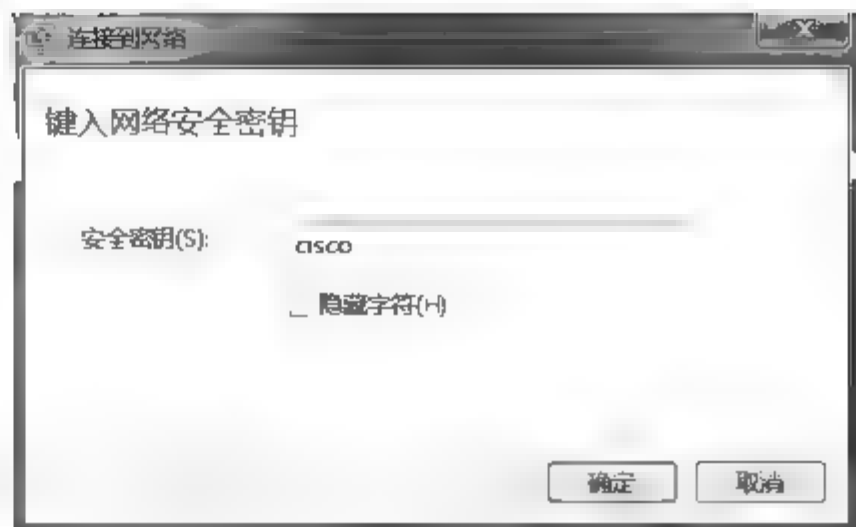 连接到网络
键入网络安全密钥
安全密钥(S):
cisco
隐藏字符(H)
确定
取消